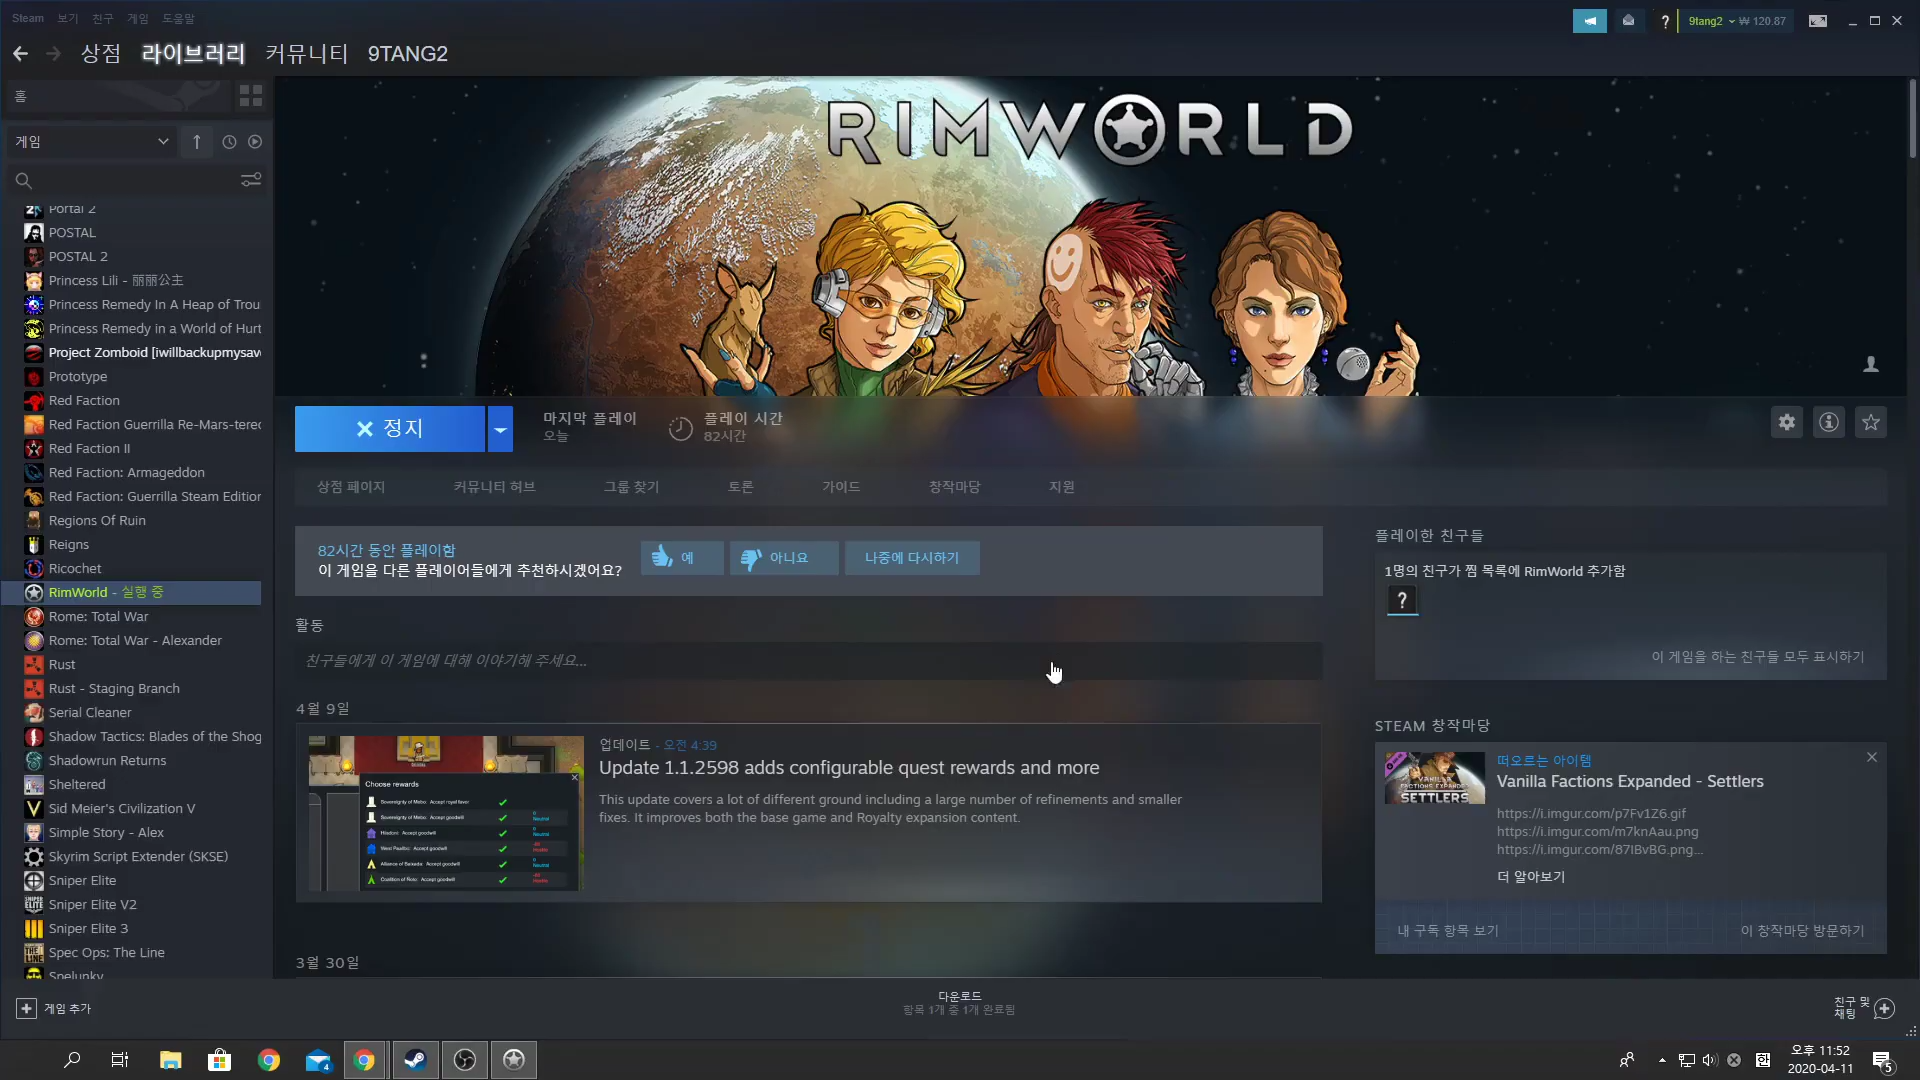 Steam 보기 친구 게임 도움말
? 9tang2 ₩ 120.87
상점 라이브러리 커뮤니티 9TANG2
홈
게임
Portal 2
POSTAL
POSTAL 2
Princess Lili - 丽丽公主
Princess Remedy In A Heap of Trou
Princess Remedy in a World of Hurt
Project Zomboid [iwillbackupmysave
Prototype
Red Faction
Red Faction Guerrilla Re-Mars-tered
Red Faction II
Red Faction: Armageddon
Red Faction: Guerrilla Steam Edition
Regions Of Ruin
Reigns
Ricochet
RimWorld - 실행 중
Rome: Total War
Rome: Total War - Alexander
Rust
Rust - Staging Branch
Serial Cleaner
Shadow Tactics: Blades of the Shog
Shadowrun Returns
Sheltered
Sid Meier's Civilization V
Simple Story - Alex
Skyrim Script Extender (SKSE)
Sniper Elite
Sniper Elite V2
Sniper Elite 3
Spec Ops: The Line
Spelunky
게임 추가
RIMWORLD
정지
마지막 플레이
오늘
플레이 시간
82시간
상점 페이지 커뮤니티 허브 그룹 찾기 토론 가이드 창작마당 지원
82시간 동안 플레이함
이 게임을 다른 플레이어들에게 추천하시겠어요?
예 아니요 나중에 다시하기
활동
친구들에게 이 게임에 대해 이야기해 주세요...
4월 9일
Choose rewards
업데이트 - 오전 4:39
Update 1.1.2598 adds configurable quest rewards and more
This update covers a lot of different ground including a large number of refinements and smaller
fixes. It improves both the base game and Royalty expansion content.
3월 30일
플레이한 친구들
1명의 친구가 찜 목록에 RimWorld 추가함
?
이 게임을 하는 친구들 모두 표시하기
STEAM 창작마당
VANILLA
FACTIONS EXPANDED
SETTLERS
떠오르는 아이템
Vanilla Factions Expanded - Settlers
https://i.imgur.com/p7Fv1Z6.gif
https://i.imgur.com/m7knAau.png
https://i.imgur.com/87IBvBG.png...
더 알아보기
내 구독 항목 보기 이 창작마당 방문하기
다운로드
항목 1개 중 1개 완료됨
친구 및
채팅
4
한
오후 11:52
2020-04-11
5